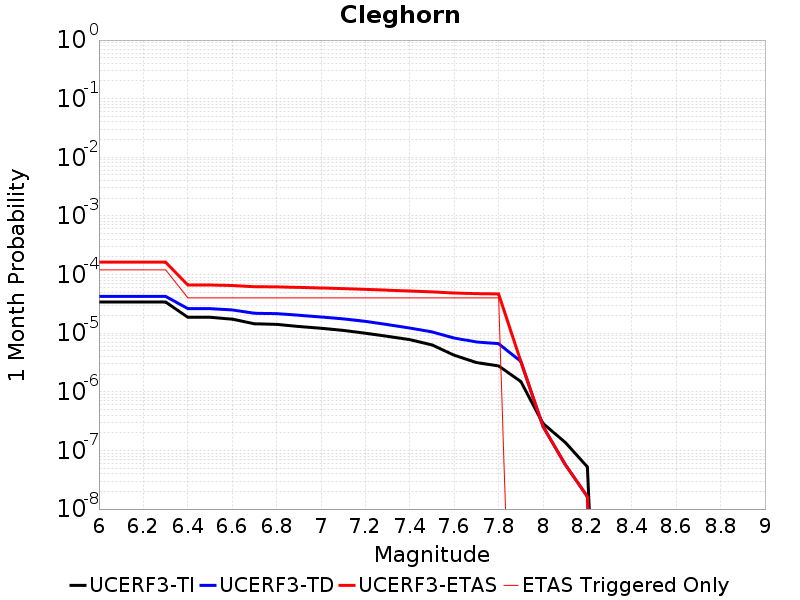 Cleghorn
1 Month Probability
10^0
10^-1
10^-2
10^-3
10^-4
10^-5
10^-6
10^-7
10^-8
6 6.2 6.4 6.6 6.8 7 7.2 7.4 7.6 7.8 8 8.2 8.4 8.6 8.8 9
Magnitude
UCERF3-TI UCERF3-TD UCERF3-ETAS ETAS Triggered Only